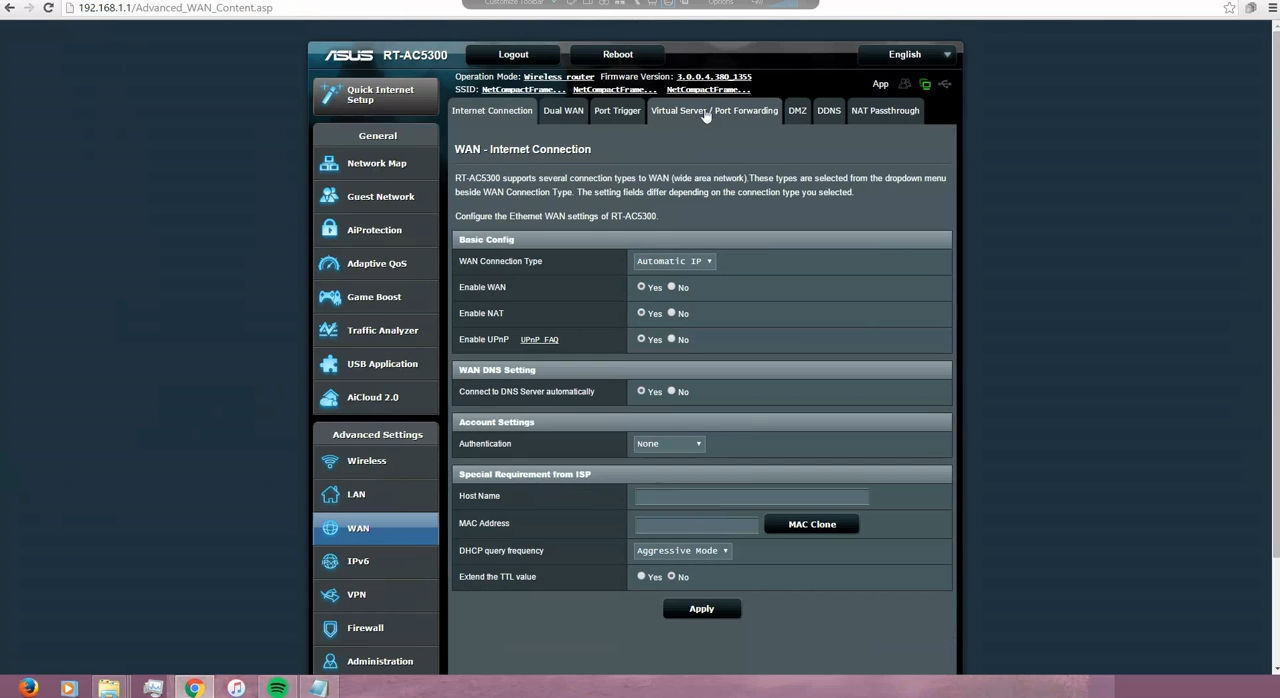 Customize Toolbar Options
192.168.1.1/Advanced_WAN_Content.asp
ASUS RT-AC5300 Logout Reboot English
Operation Mode: Wireless router Firmware Version: 3.0.0.4.380_1355
SSID: NetCompactFrame... NetCompactFrame... NetCompactFrame...
App
Quick Internet
Setup
Internet Connection Dual WAN Port Trigger Virtual Server / Port Forwarding DMZ DDNS NAT Passthrough
General
Network Map
Guest Network
AiProtection
Adaptive QoS
Game Boost
Traffic Analyzer
USB Application
AiCloud 2.0
Advanced Settings
Wireless
LAN
WAN
IPv6
VPN
Firewall
Administration
WAN - Internet Connection
RT-AC5300 supports several connection types to WAN (wide area network).These types are selected from the dropdown menu
beside WAN Connection Type. The setting fields differ depending on the connection type you selected.
Configure the Ethernet WAN settings of RT-AC5300.
Basic Config
WAN Connection Type Automatic IP
Enable WAN Yes No
Enable NAT Yes No
Enable UPnP UPnP FAQ Yes No
WAN DNS Setting
Connect to DNS Server automatically Yes No
Account Settings
Authentication None
Special Requirement from ISP
Host Name
MAC Address MAC Clone
DHCP query frequency Aggressive Mode
Extend the TTL value Yes No
Apply